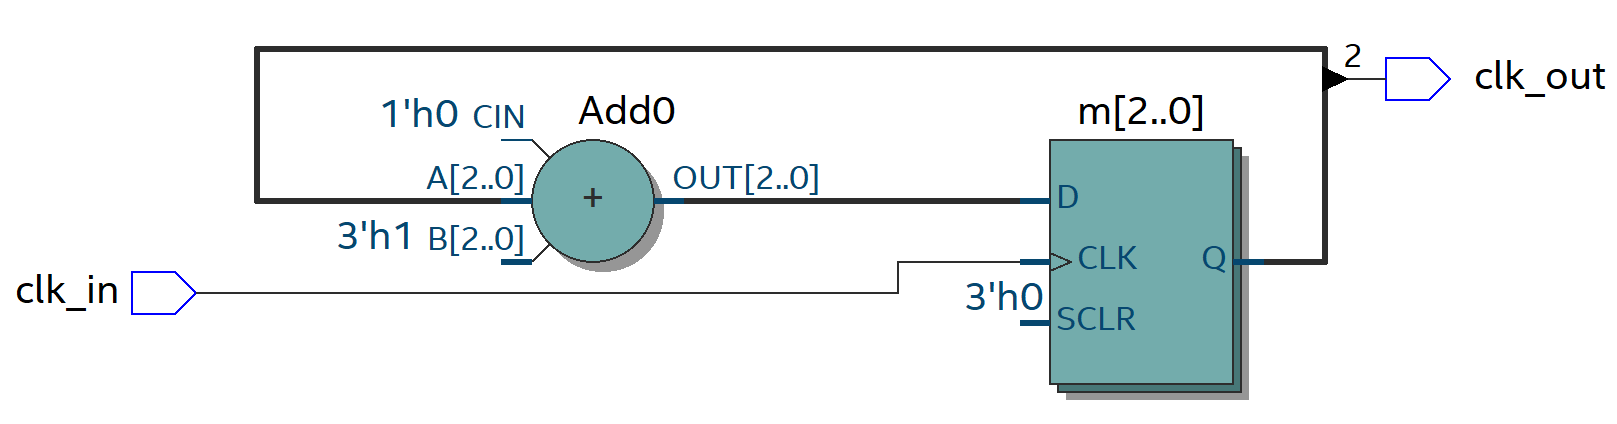 2
clk_out
1'h0 CIN
Add0
m[2..0]
A[2..0]
+
OUT[2..0]
D
3'h1 B[2..0]
CLK
Q
clk_in
3'h0
SCLR